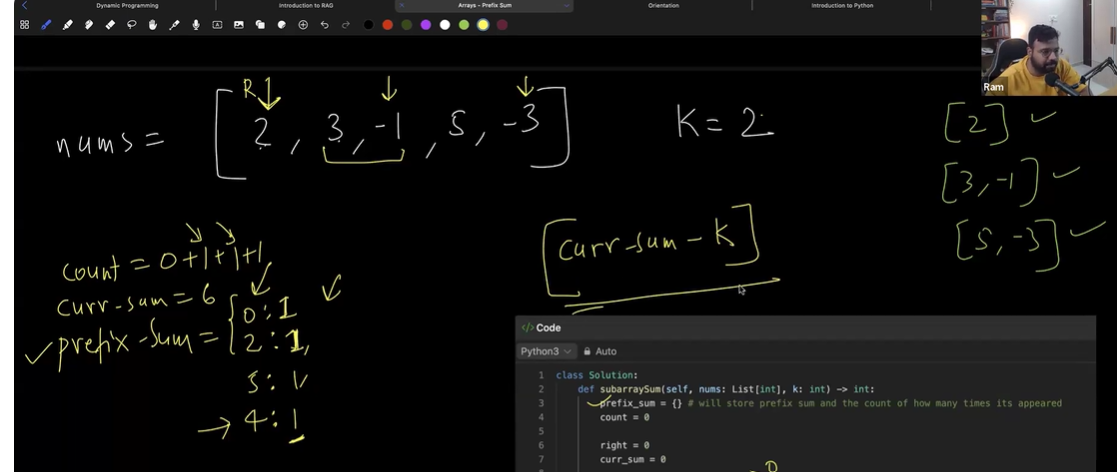 Dynamic Programming
Introduction to RAG
Arrays - Prefix Sum
Orientation
Introduction to Python
Ram
R
nums = [2, 3, -1, 5, -3]
K = 2
[2] ✓
[3, -1] ✓
[5, -3] ✓
[curr-sum - K]
count = 0+1+1+1
curr-sum = 6
prefix-sum = {0:1
2:1,
5:1
4:1
</> Code
Python3
Auto
1 class Solution:
2 def subarraySum(self, nums: List[int], k: int) -> int:
3 prefix_sum = {} # will store prefix sum and the count of how many times its appeared
4 count = 0
5
6 right = 0
7 curr_sum = 0